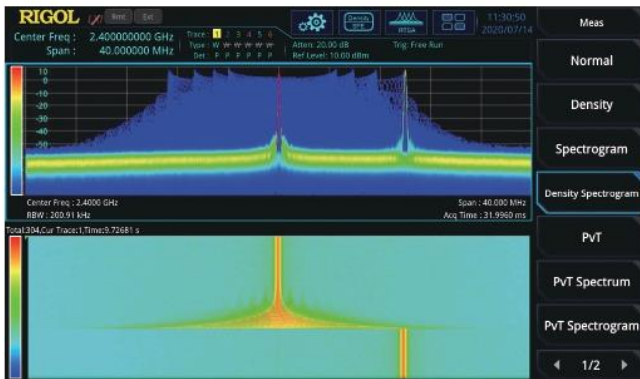 RIGOL Rmt Ext
Center Freq : 2.400000000 GHz
Span : 40.000000 MHz
Trace : 1 2 3 4 5 6
Type : W W W W W W
Det : P P P P P P
Atten: 20.00 dB
Ref Level: 10.00 dBm
Trig: Free Run
Density
RTSA
11:30:50
2020/07/14
Meas
Normal
Density
Spectrogram
Density Spectrogram
PvT
PvT Spectrum
PvT Spectrogram
1/2
10
0
-10
-20
-30
-40
-50
Center Freq : 2.4000 GHz
Span : 40.000 MHz
RBW : 200.91 kHz
Acq Time : 31.9960 ms
Total:304,Cur Trace:1,Time:9.72681 s